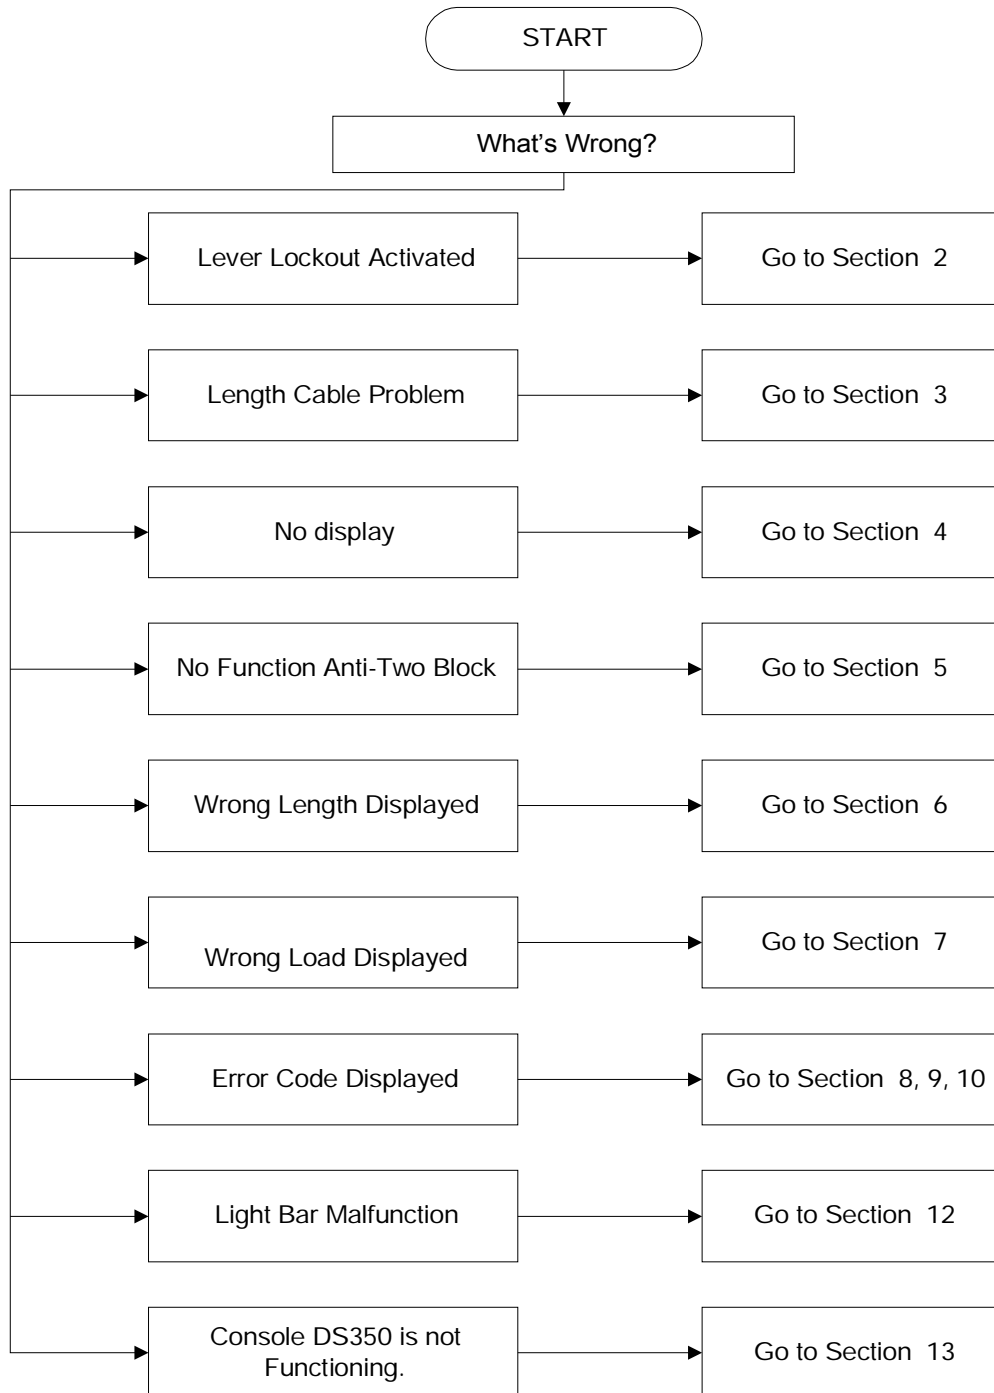 START
What's Wrong?
Lever Lockout Activated
Go to Section 2
Length Cable Problem
Go to Section 3
No display
Go to Section 4
No Function Anti-Two Block
Go to Section 5
Wrong Length Displayed
Go to Section 6
Wrong Load Displayed
Go to Section 7
Error Code Displayed
Go to Section 8, 9, 10
Light Bar Malfunction
Go to Section 12
Console DS350 is not
Functioning.
Go to Section 13